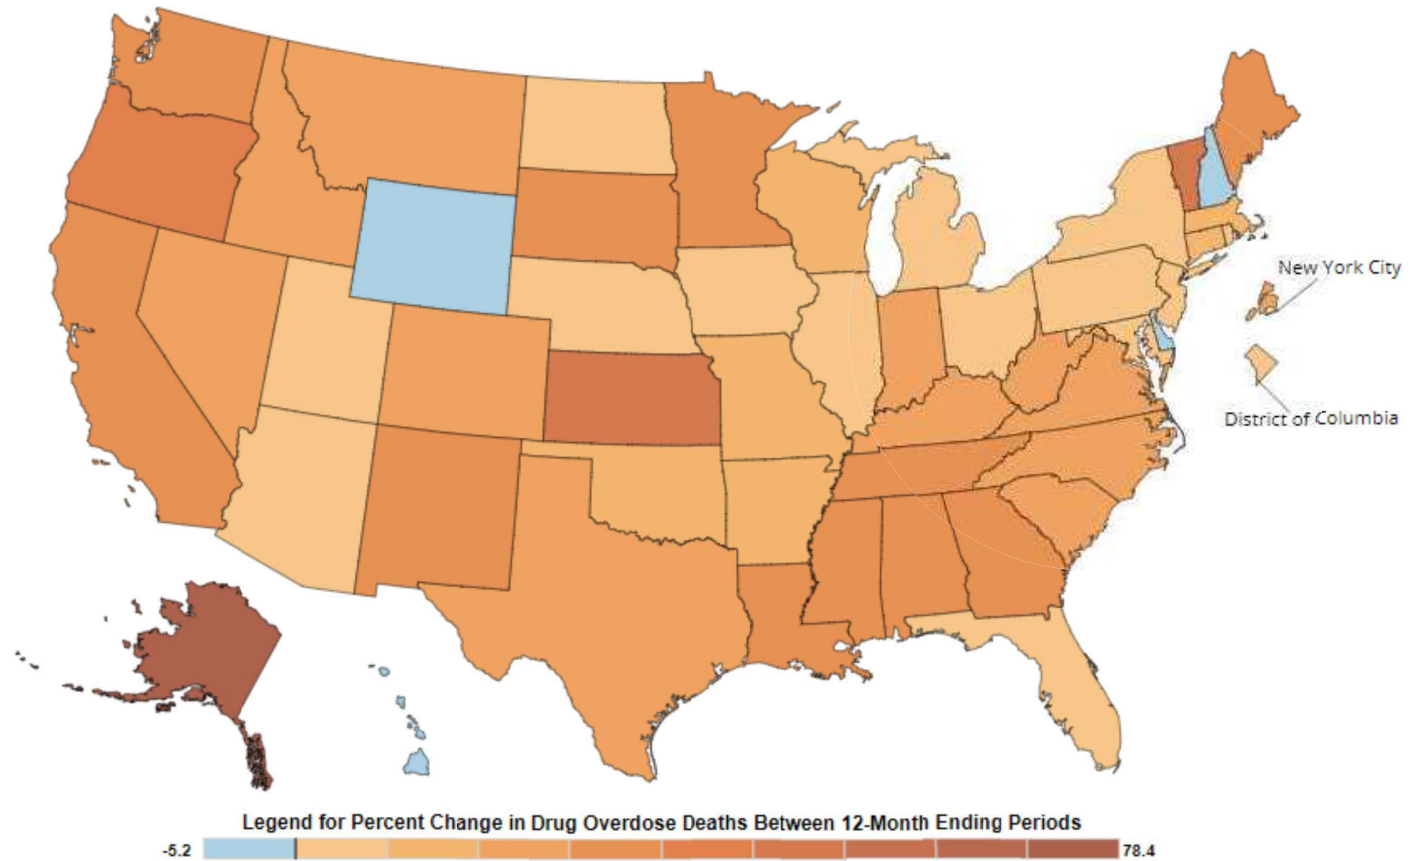 New York City
District of Columbia
Legend for Percent Change in Drug Overdose Deaths Between 12-Month Ending Periods
-5.2 78.4